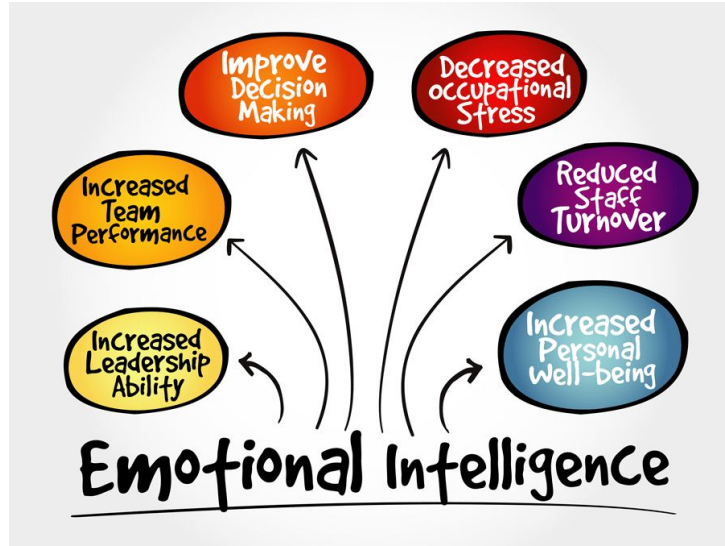 Improve
Decision
Making
Decreased
Occupational
Stress
Increased
Team
Performance
Reduced
Staff
Turnover
Increased
Leadership
Ability
Increased
Personal
Well-being
Emotional Intelligence